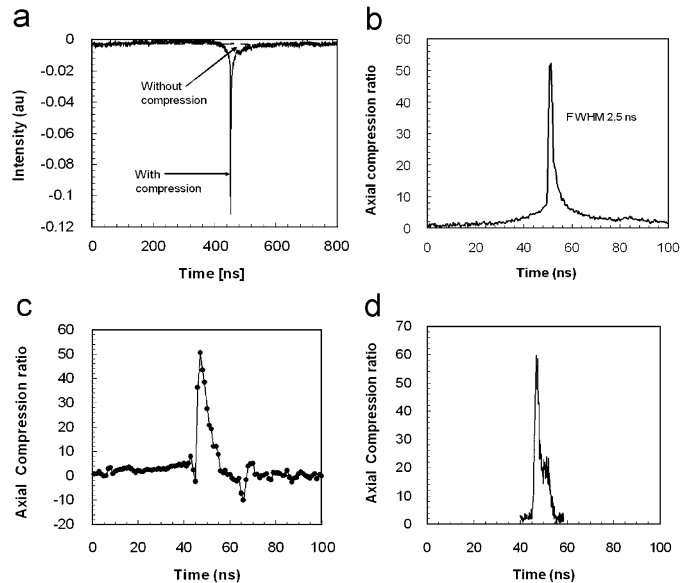 a
0
-0.02
-0.04
-0.06
-0.08
-0.1
-0.12
Intensity (au)
Without
compression
With
compression
0 200 400 600 800
Time [ns]
b
60
50
40
30
20
10
0
Axial compression ratio
FWHM 2.5 ns
0 20 40 60 80 100
Time (ns)
c
60
50
40
30
20
10
0
-10
-20
Axial Compression ratio
0 20 40 60 80 100
Time (ns)
d
70
60
50
40
30
20
10
0
Axial Compression ratio
0 20 40 60 80 100
Time (ns)